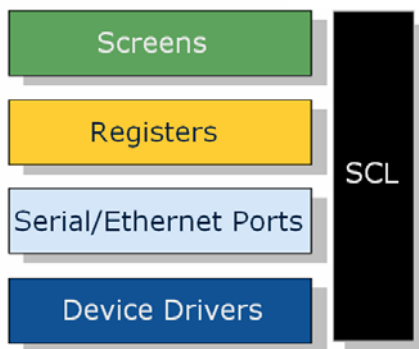 Screens
Registers
Serial/Ethernet Ports
Device Drivers
SCL